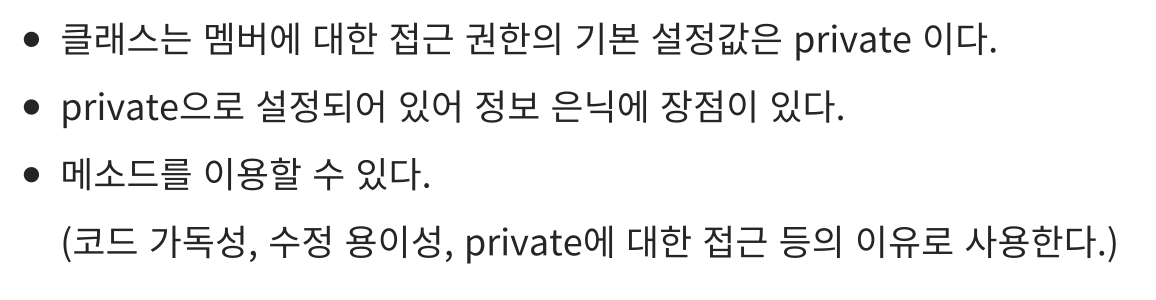 • 클래스는 멤버에 대한 접근 권한의 기본 설정값은 private 이다.
• private으로 설정되어 있어 정보 은닉에 장점이 있다.
• 메소드를 이용할 수 있다.
(코드 가독성, 수정 용이성, private에 대한 접근 등의 이유로 사용한다.)